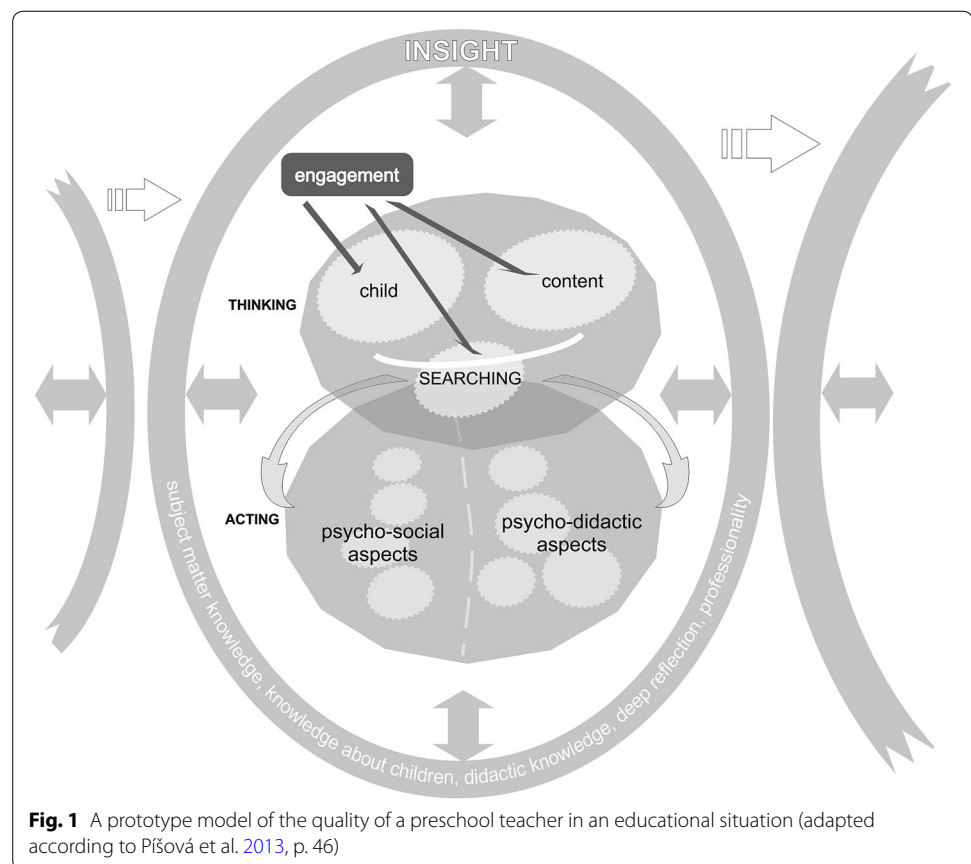 INSIGHT
engagement
child
content
THINKING
SEARCHING
ACTING
psycho-social
aspects
psycho-didactic
aspects
subject matter knowledge, knowledge about children, didactic knowledge, deep reflection, professionality
Fig. 1 A prototype model of the quality of a preschool teacher in an educational situation (adapted
according to Píšová et al. 2013, p. 46)